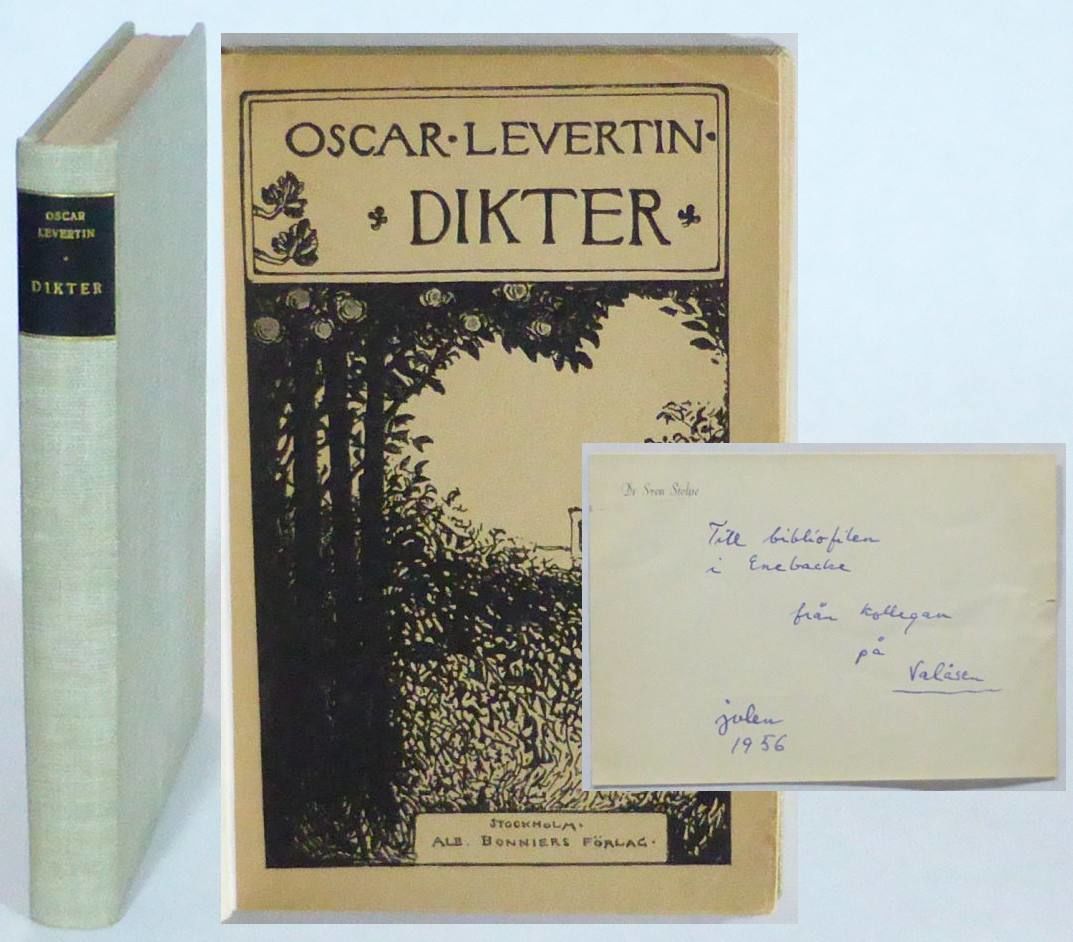 OSCAR
LEVERTIN
DIKTER
OSCAR · LEVERTIN ·
DIKTER
STOCKHOLM ·
ALB. BONNIERS FÖRLAG ·
Dr Sven Stolpe
Till bibliofilen
i Enebacke
från kollegan
på
Valåsen
julen
1956